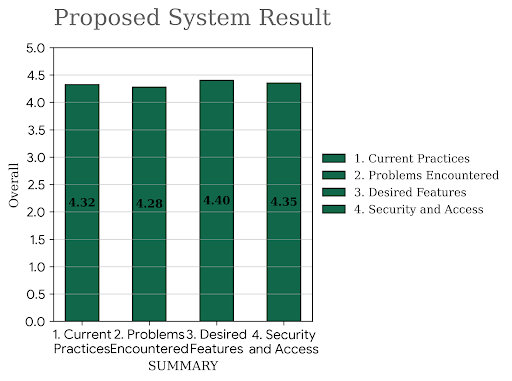 Proposed System Result
5.0
4.5
4.0
3.5
3.0
2.5
2.0
1.5
1.0
0.5
0.0
Overall
4.32
4.28
4.40
4.35
1. Current Practices
2. Problems Encountered
3. Desired Features
4. Security and Access
1. Current 2. Problems 3. Desired 4. Security
Practices Encountered Features and Access
SUMMARY